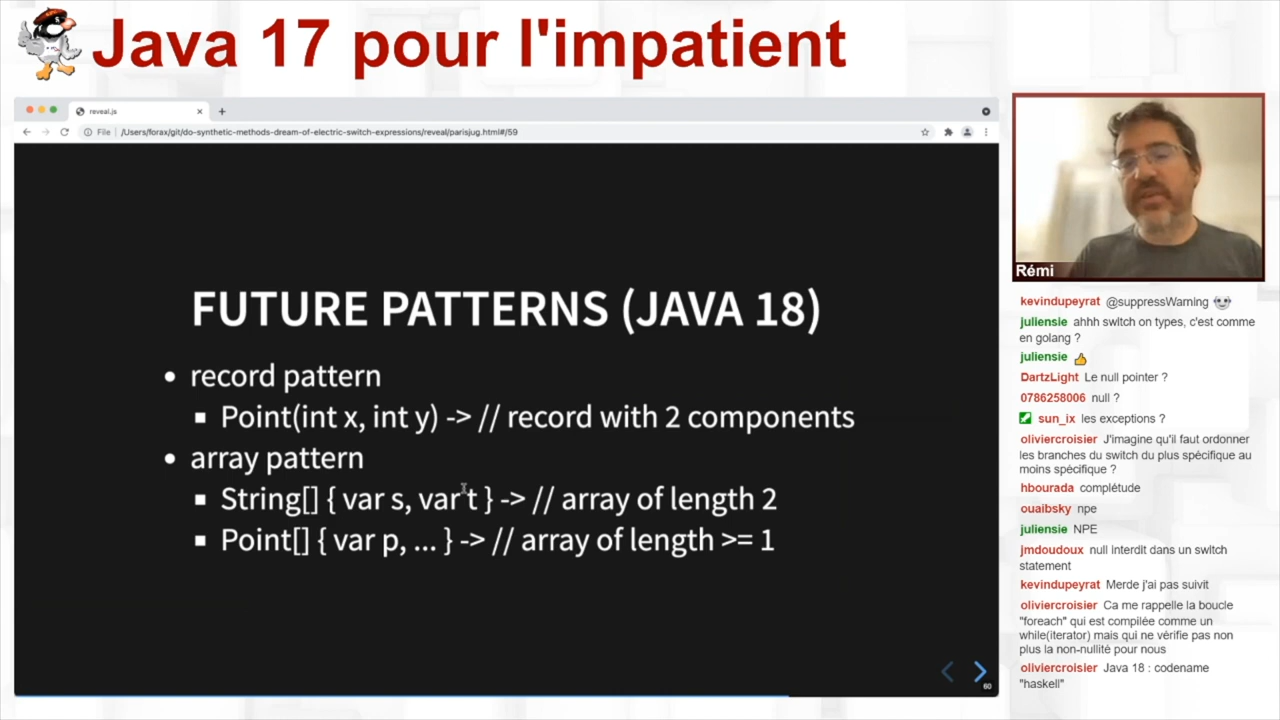 Java 17 pour l'impatient
reveal.js
File
/Users/forax/git/do-synthetic-methods-dream-of-electric-switch-expressions/reveal/parisjug.html#/59
FUTURE PATTERNS (JAVA 18)
• record pattern
▪ Point(int x, int y) -> // record with 2 components
• array pattern
▪ String[] { var s, var t } -> // array of length 2
▪ Point[] { var p, ... } -> // array of length >= 1
60
Rémi
kevindupeyrat @suppressWarning
juliensie ahhh switch on types, c'est comme
en golang ?
juliensie
DartzLight Le null pointer ?
0786258006 null ?
sun_ix les exceptions ?
oliviercroisier J'imagine qu'il faut ordonner
les branches du switch du plus spécifique au
moins spécifique ?
hbourada complétude
ouaibsky npe
juliensie NPE
jmdoudoux null interdit dans un switch
statement
kevindupeyrat Merde j'ai pas suivit
oliviercroisier Ca me rappelle la boucle
"foreach" qui est compilée comme un
while(iterator) mais qui ne vérifie pas non
plus la non-nullité pour nous
oliviercroisier Java 18 : codename
"haskell"